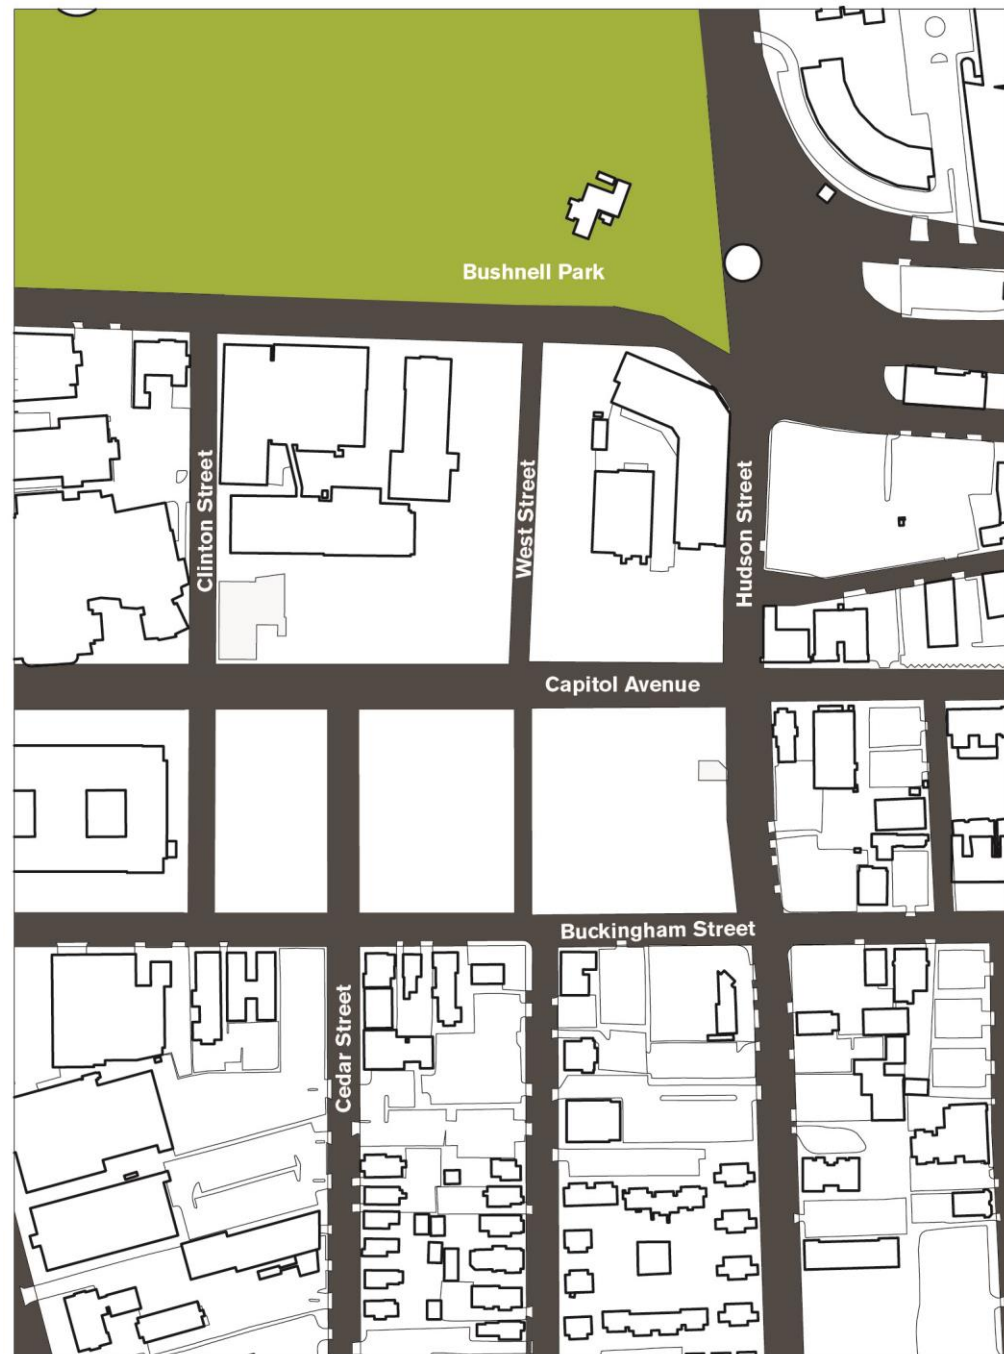 Bushnell Park
Clinton Street
West Street
Hudson Street
Capitol Avenue
Buckingham Street
Cedar Street